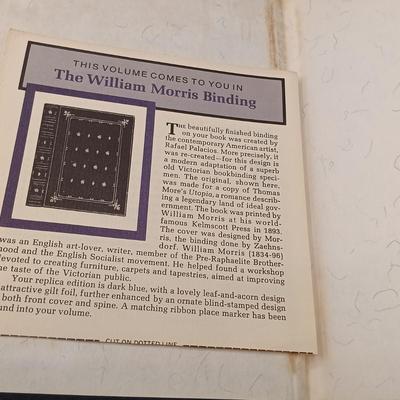 THIS VOLUME COMES TO YOU IN
The William Morris Binding
THE beautifully finished binding
on your book was created by
the contemporary American artist,
Rafael Palacios. More precisely, it
was re-created—for this design is
a modern adaptation of a superb
old Victorian bookbinding speci-
men. The original, shown here,
was made for a copy of Thomas
More's Utopia, a romance describ-
ing a legendary land of ideal gov-
ernment. The book was printed by
William Morris at his world-
famous Kelmscott Press in 1893.
The cover was designed by Mor-
ris, the binding done by Zaehns-
dorf. William Morris (1834-96)
was an English art-lover, writer, member of the Pre-Raphaelite Brother-
hood and the English Socialist movement. He helped found a workshop
devoted to creating furniture, carpets and tapestries, aimed at improving
the taste of the Victorian public.
Your replica edition is dark blue, with a lovely leaf-and-acorn design
attractive gilt foil, further enhanced by an ornate blind-stamped design
both front cover and spine. A matching ribbon place marker has been
und into your volume.
CUT ON DOTTED LINE